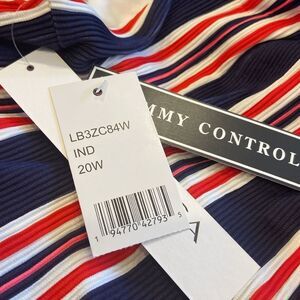 LB3ZC84W
IND
20W
1 94770 42793 5
MMY CONTROL
A